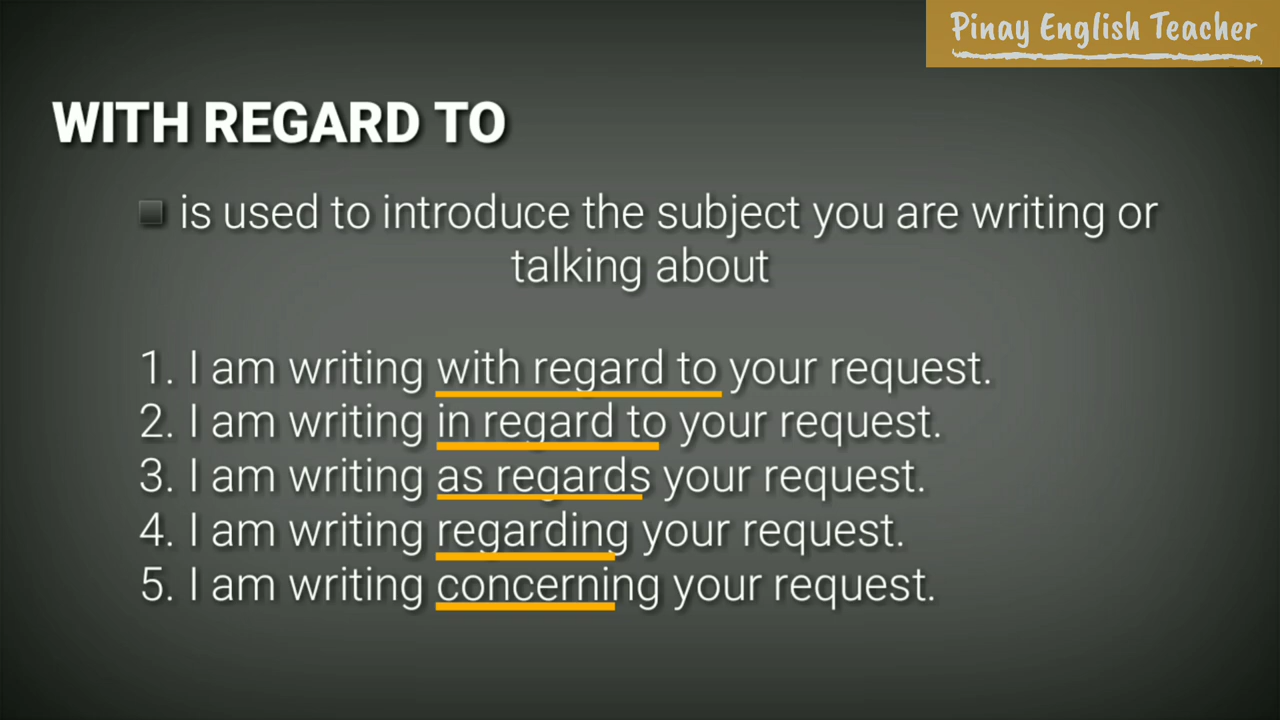 Pinay English Teacher
WITH REGARD TO
is used to introduce the subject you are writing or
talking about
1. I am writing with regard to your request.
2. I am writing in regard to your request.
3. I am writing as regards your request.
4. I am writing regarding your request.
5. I am writing concerning your request.